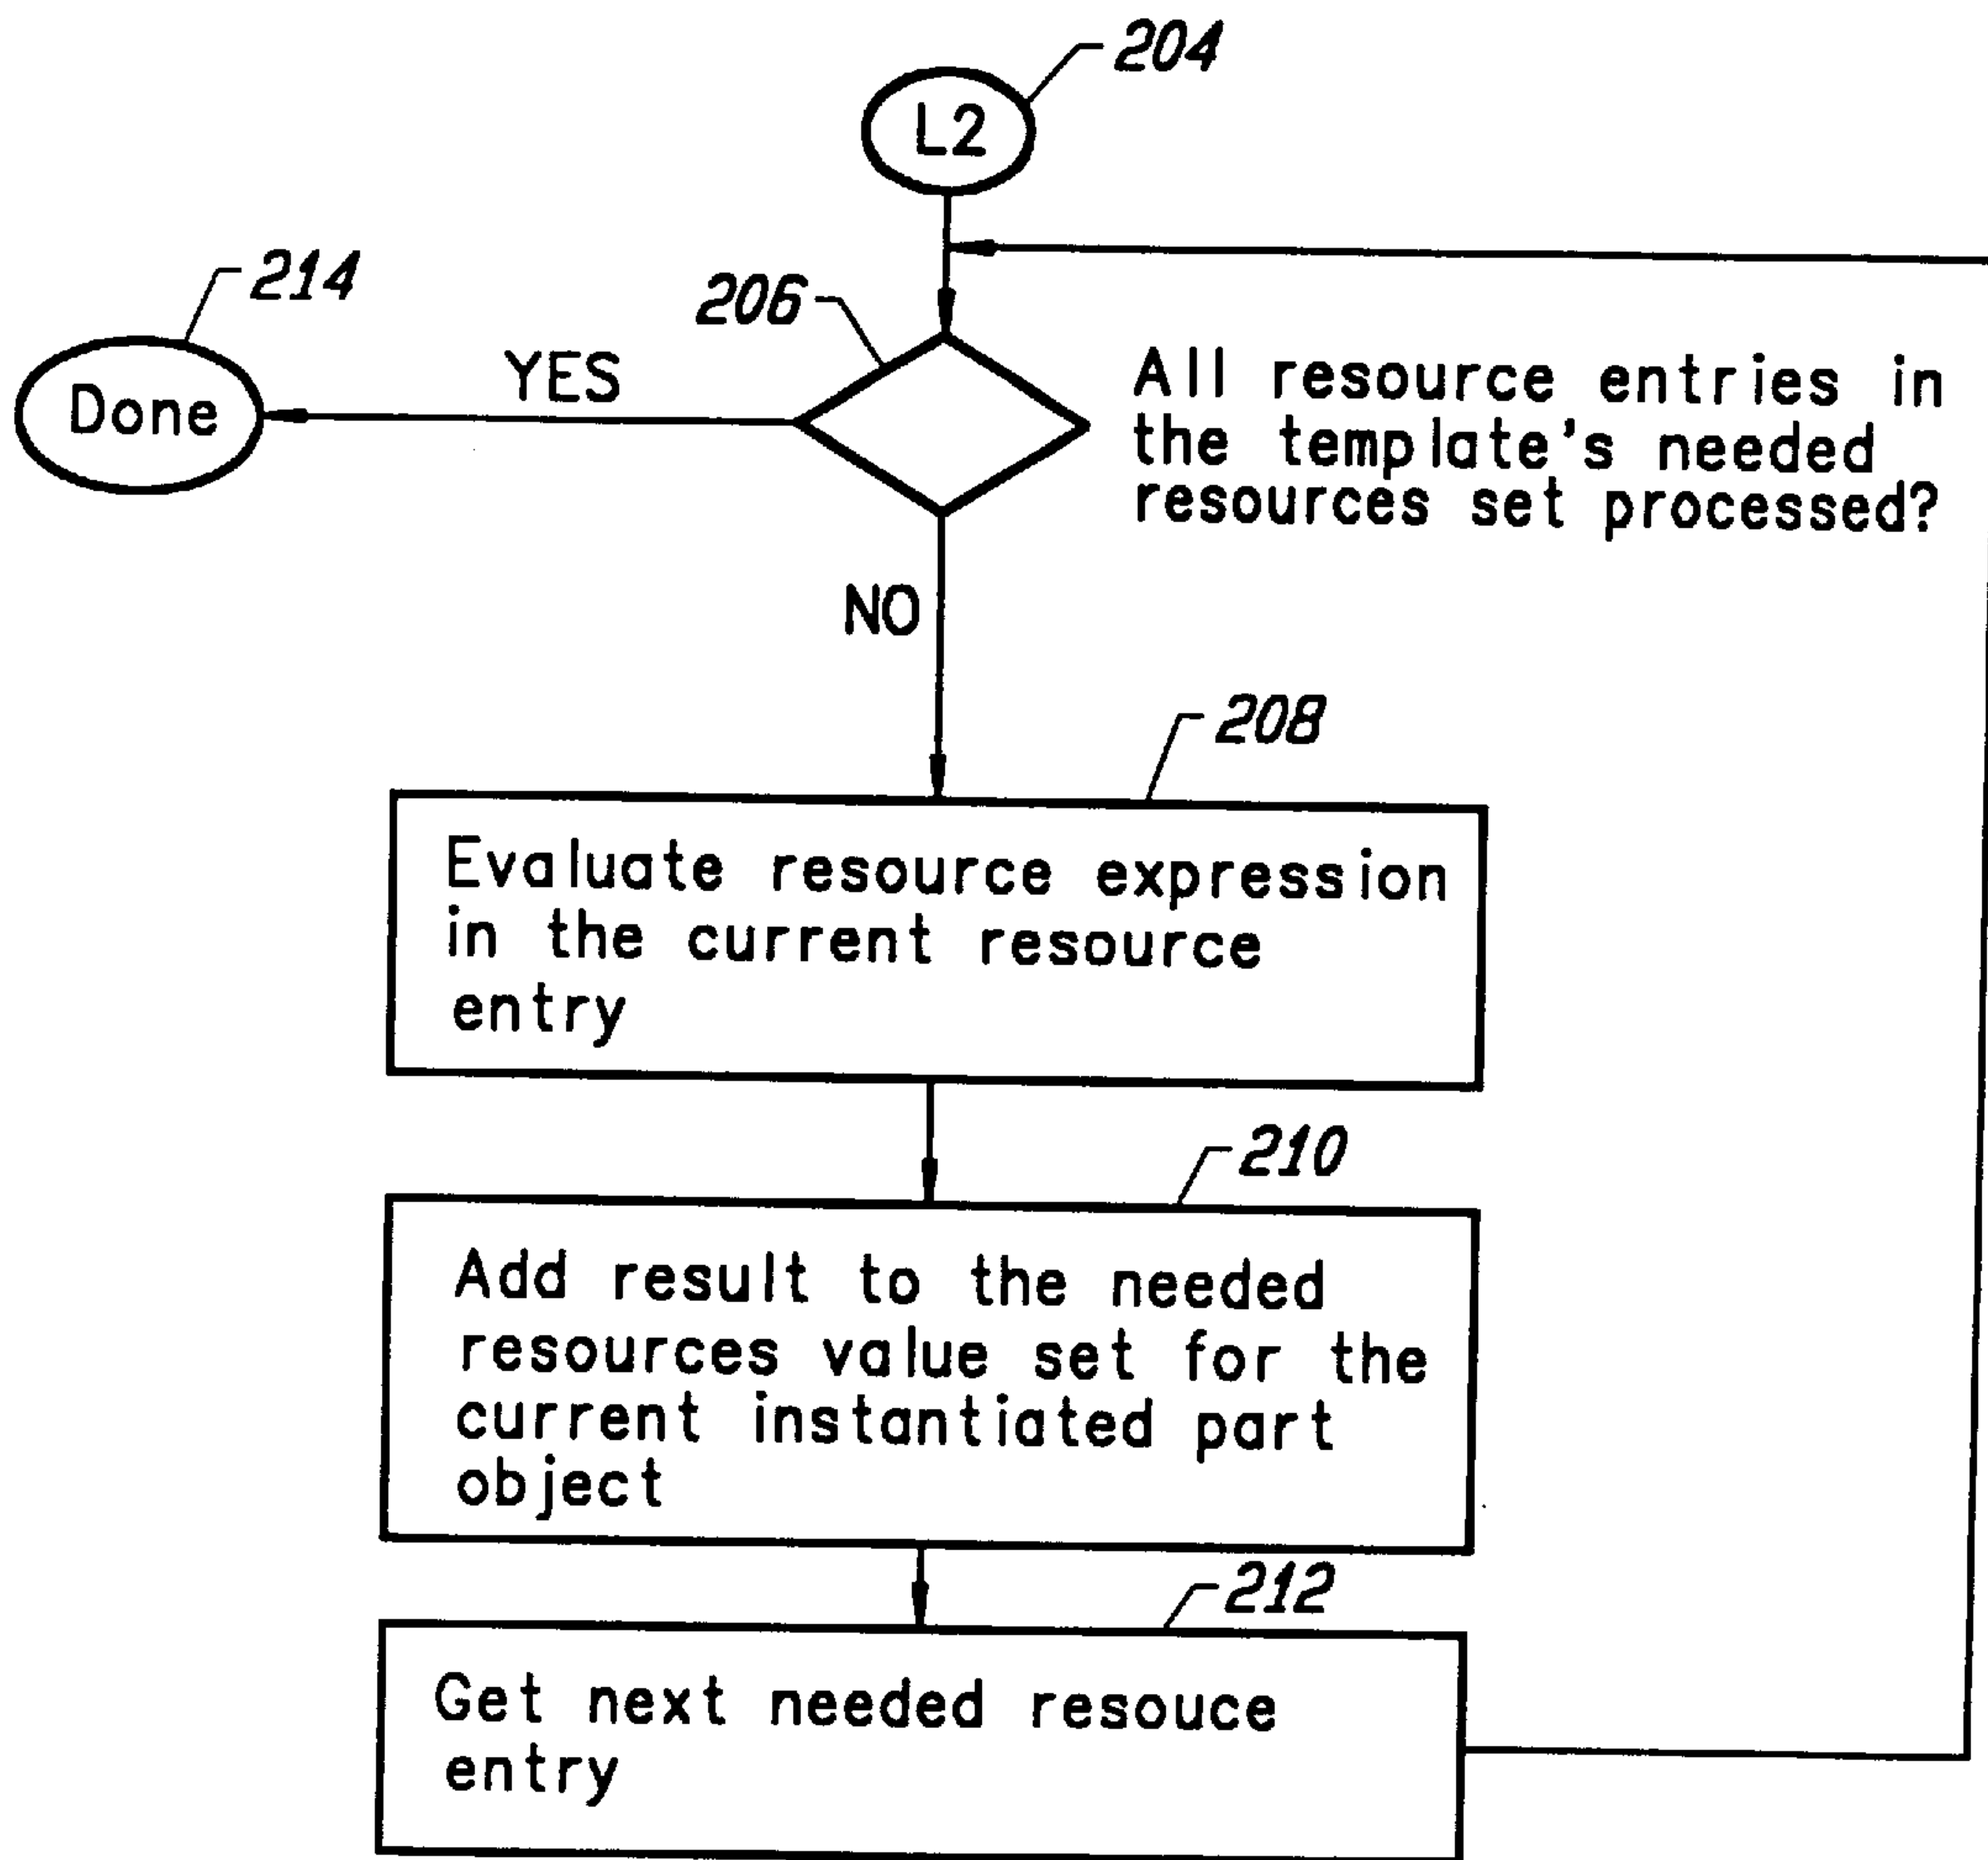 204
L2
214
206
YES
Done
All resource entries in
the template's needed
resources set processed?
NO
208
Evaluate resource expression
in the current resource
entry
210
Add result to the needed
resources value set for the
current instantiated part
object
212
Get next needed resouce
entry